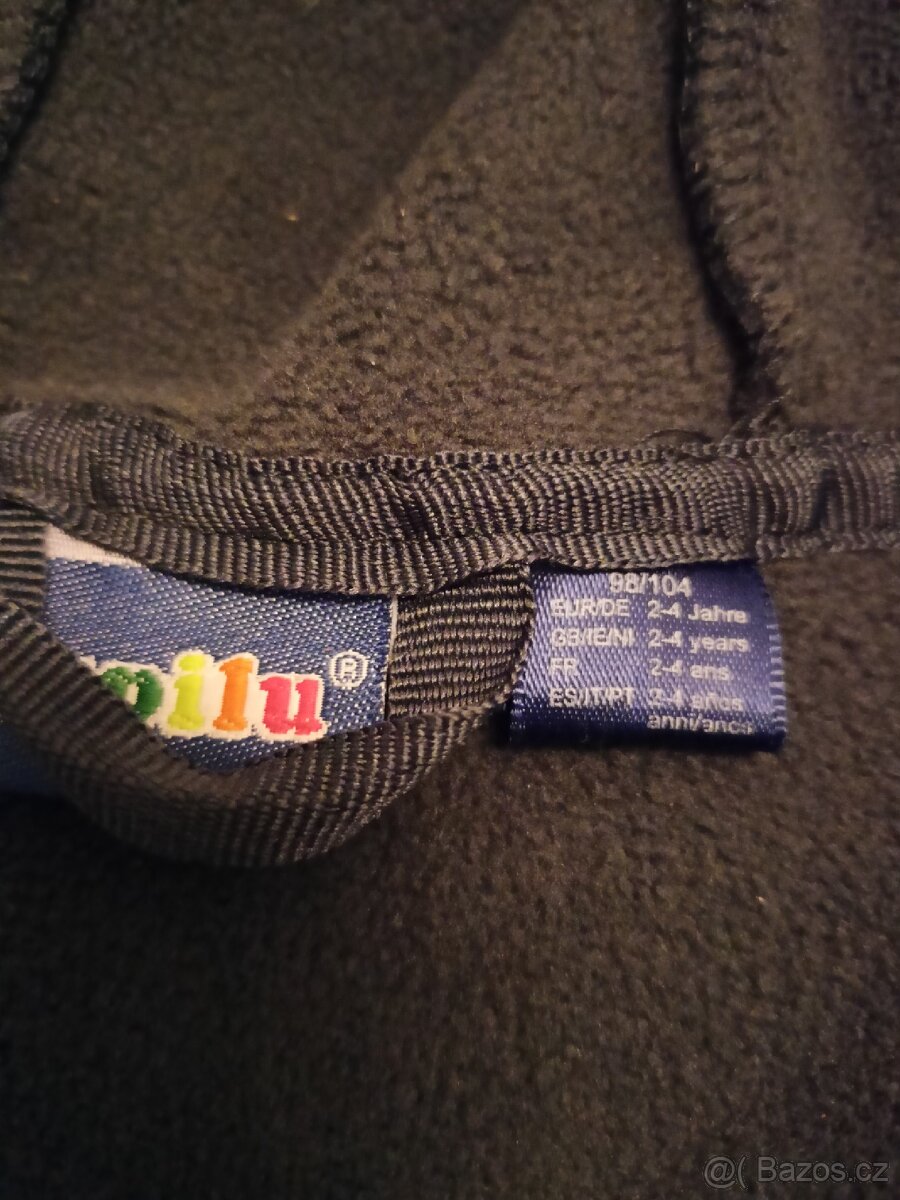 pilu®
98/104
EUR/DE 2-4 Jahre
GB/IE/NI 2-4 years
FR 2-4 ans
ES/IT/PT 2-4 años
anni/anos
@( Bazos.cz